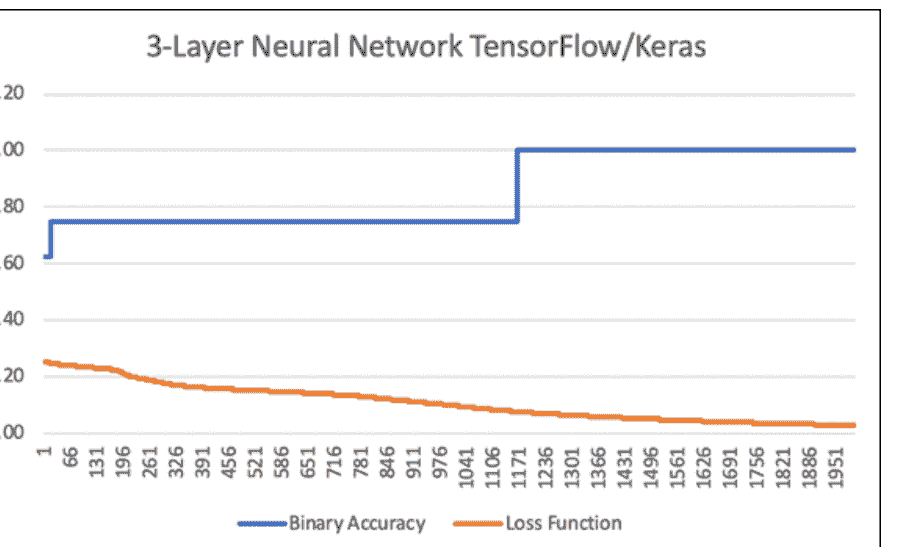 3-Layer Neural Network TensorFlow/Keras
.20
.00
.80
.60
.40
.20
.00
1 66 131 196 261 326 391 456 521 586 651 716 781 846 911 976 1041 1106 1171 1236 1301 1366 1431 1496 1561 1626 1691 1756 1821 1886 1951
Binary Accuracy Loss Function